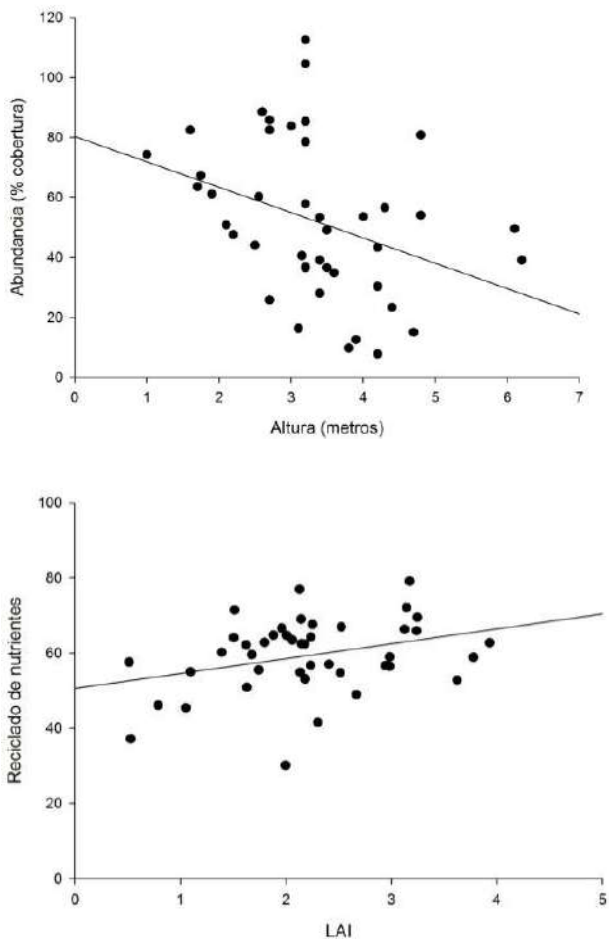 120
100
80
60
40
20
0
Abundancia (% cobertura)
0 1 2 3 4 5 6 7
Altura (metros)
100
80
60
40
20
0
Reciclado de nutrientes
0 1 2 3 4 5
LAI